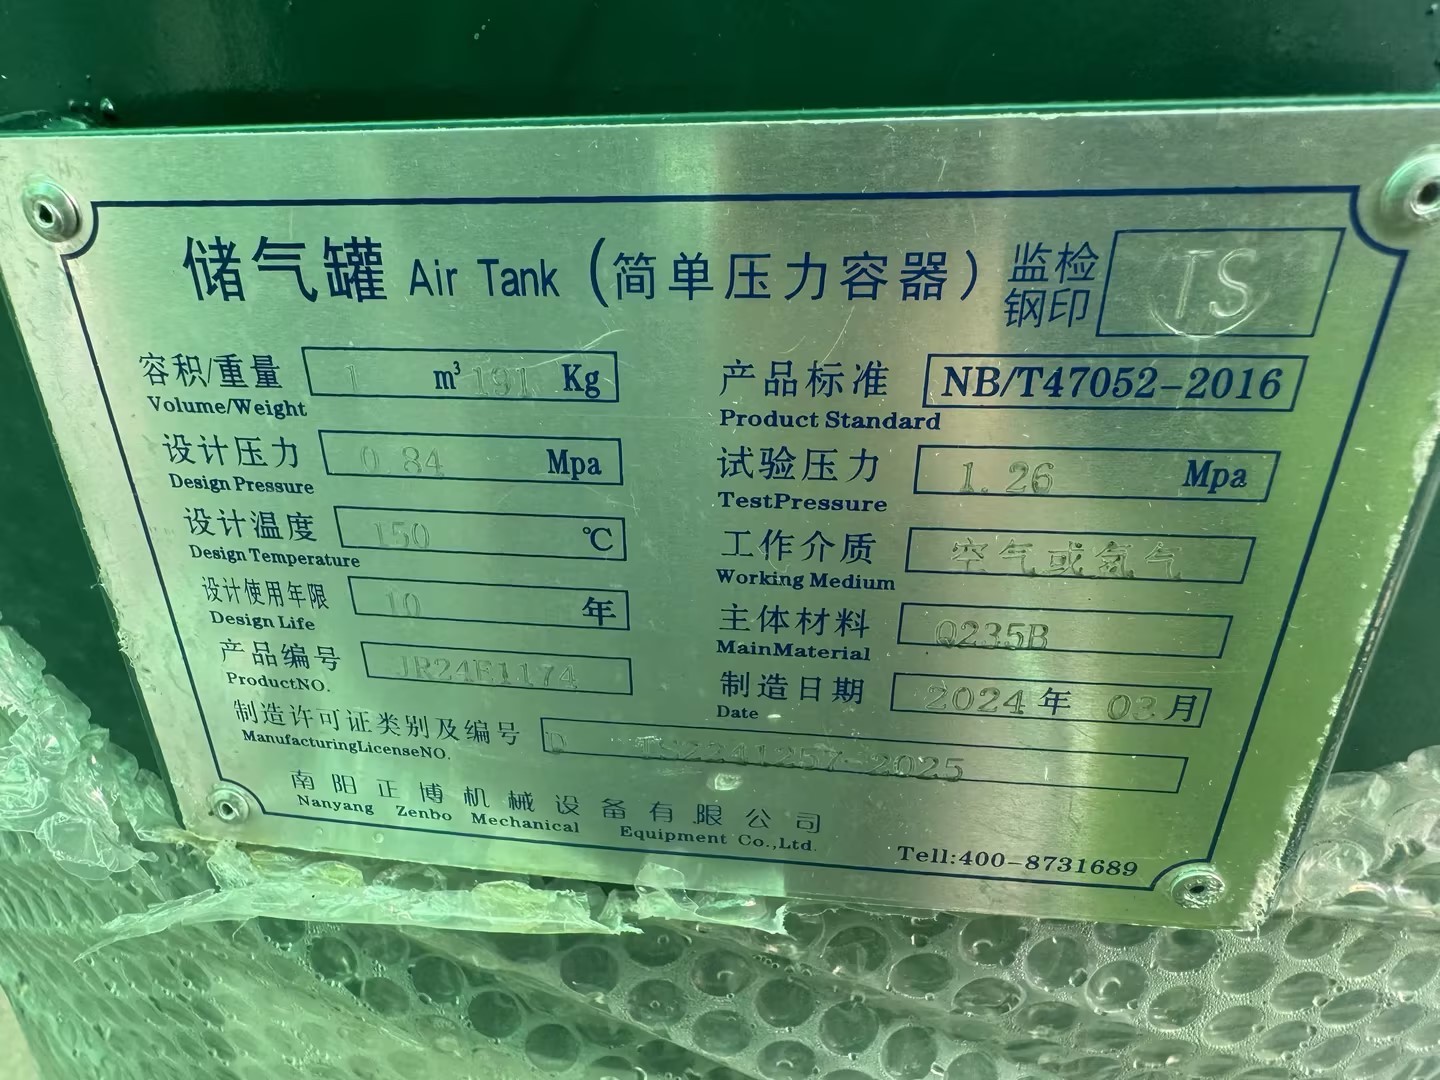 储气罐 Air Tank (简单压力容器) 监检钢印 TS
容积/重量 1 m³ 191 Kg
Volume/Weight
设计压力 0.84 Mpa
Design Pressure
设计温度 150 ℃
Design Temperature
设计使用年限 10 年
Design Life
产品编号 JR24E1174
ProductNO.
产品标准 NB/T47052-2016
Product Standard
试验压力 1.26 Mpa
TestPressure
工作介质 空气或氮气
Working Medium
主体材料 Q235B
MainMaterial
制造日期 2024 年 03 月
Date
制造许可证类别及编号 D TS2241257-2025
ManufacturingLicenseNO.
南阳正博机械设备有限公司
Nanyang Zenbo Mechanical Equipment Co.,Ltd.
Tell:400-8731689